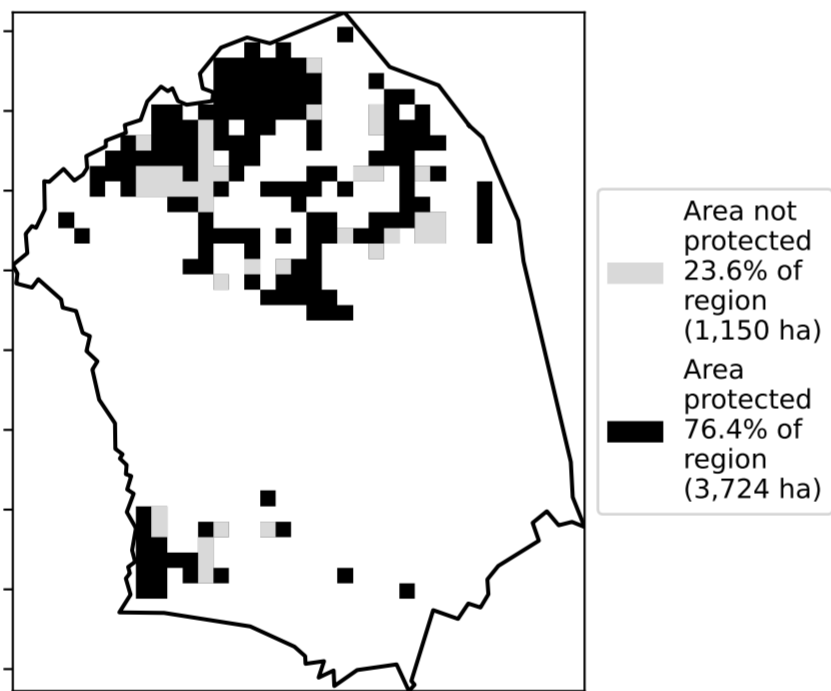 Area not
protected
23.6% of
region
(1,150 ha)
Area
protected
76.4% of
region
(3,724 ha)